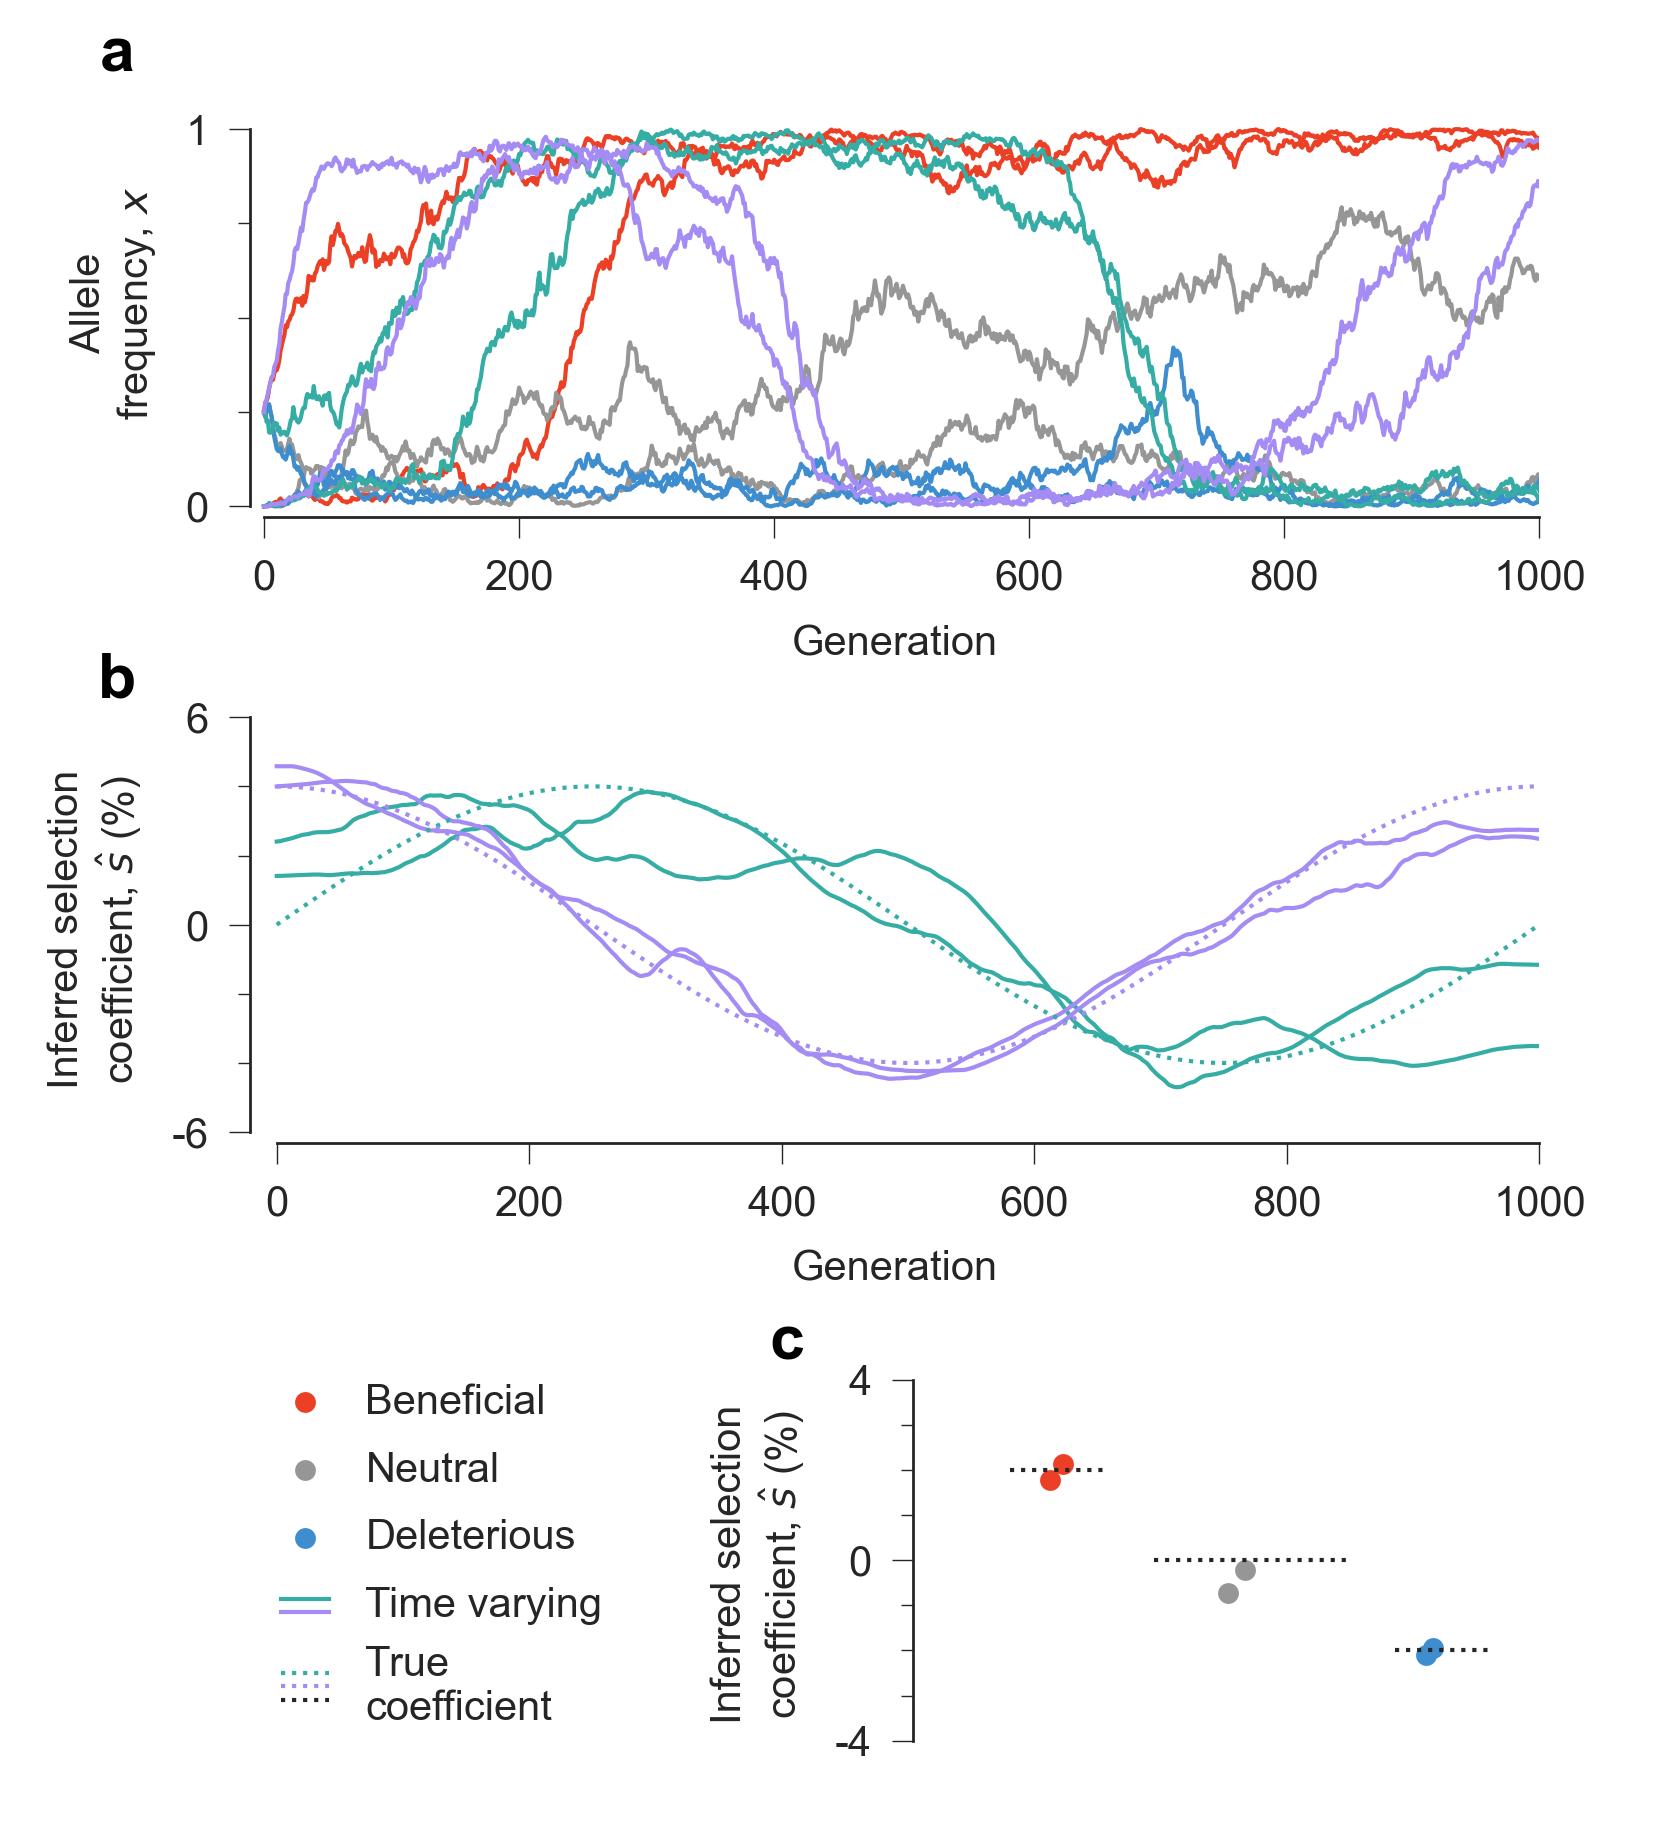 a
1
0
Allele
frequency, x
0 200 400 600 800 1000
Generation
b
6
0
-6
Inferred selection
coefficient, ŝ (%)
0 200 400 600 800 1000
Generation
Beneficial
Neutral
Deleterious
Time varying
True
coefficient
c
4
0
-4
Inferred selection
coefficient, ŝ (%)